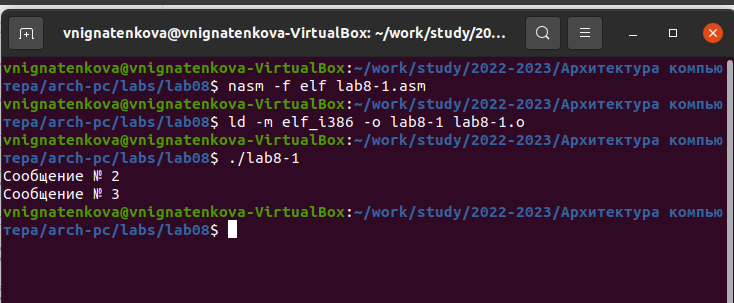 vnignatenkova@vnignatenkova-VirtualBox: ~/work/study/20...
vnignatenkova@vnignatenkova-VirtualBox:~/work/study/2022-2023/Архитектура компью
тера/arch-pc/labs/lab08$ nasm -f elf lab8-1.asm
vnignatenkova@vnignatenkova-VirtualBox:~/work/study/2022-2023/Архитектура компью
тера/arch-pc/labs/lab08$ ld -m elf_i386 -o lab8-1 lab8-1.o
vnignatenkova@vnignatenkova-VirtualBox:~/work/study/2022-2023/Архитектура компью
тера/arch-pc/labs/lab08$ ./lab8-1
Сообщение № 2
Сообщение № 3
vnignatenkova@vnignatenkova-VirtualBox:~/work/study/2022-2023/Архитектура компью
тера/arch-pc/labs/lab08$